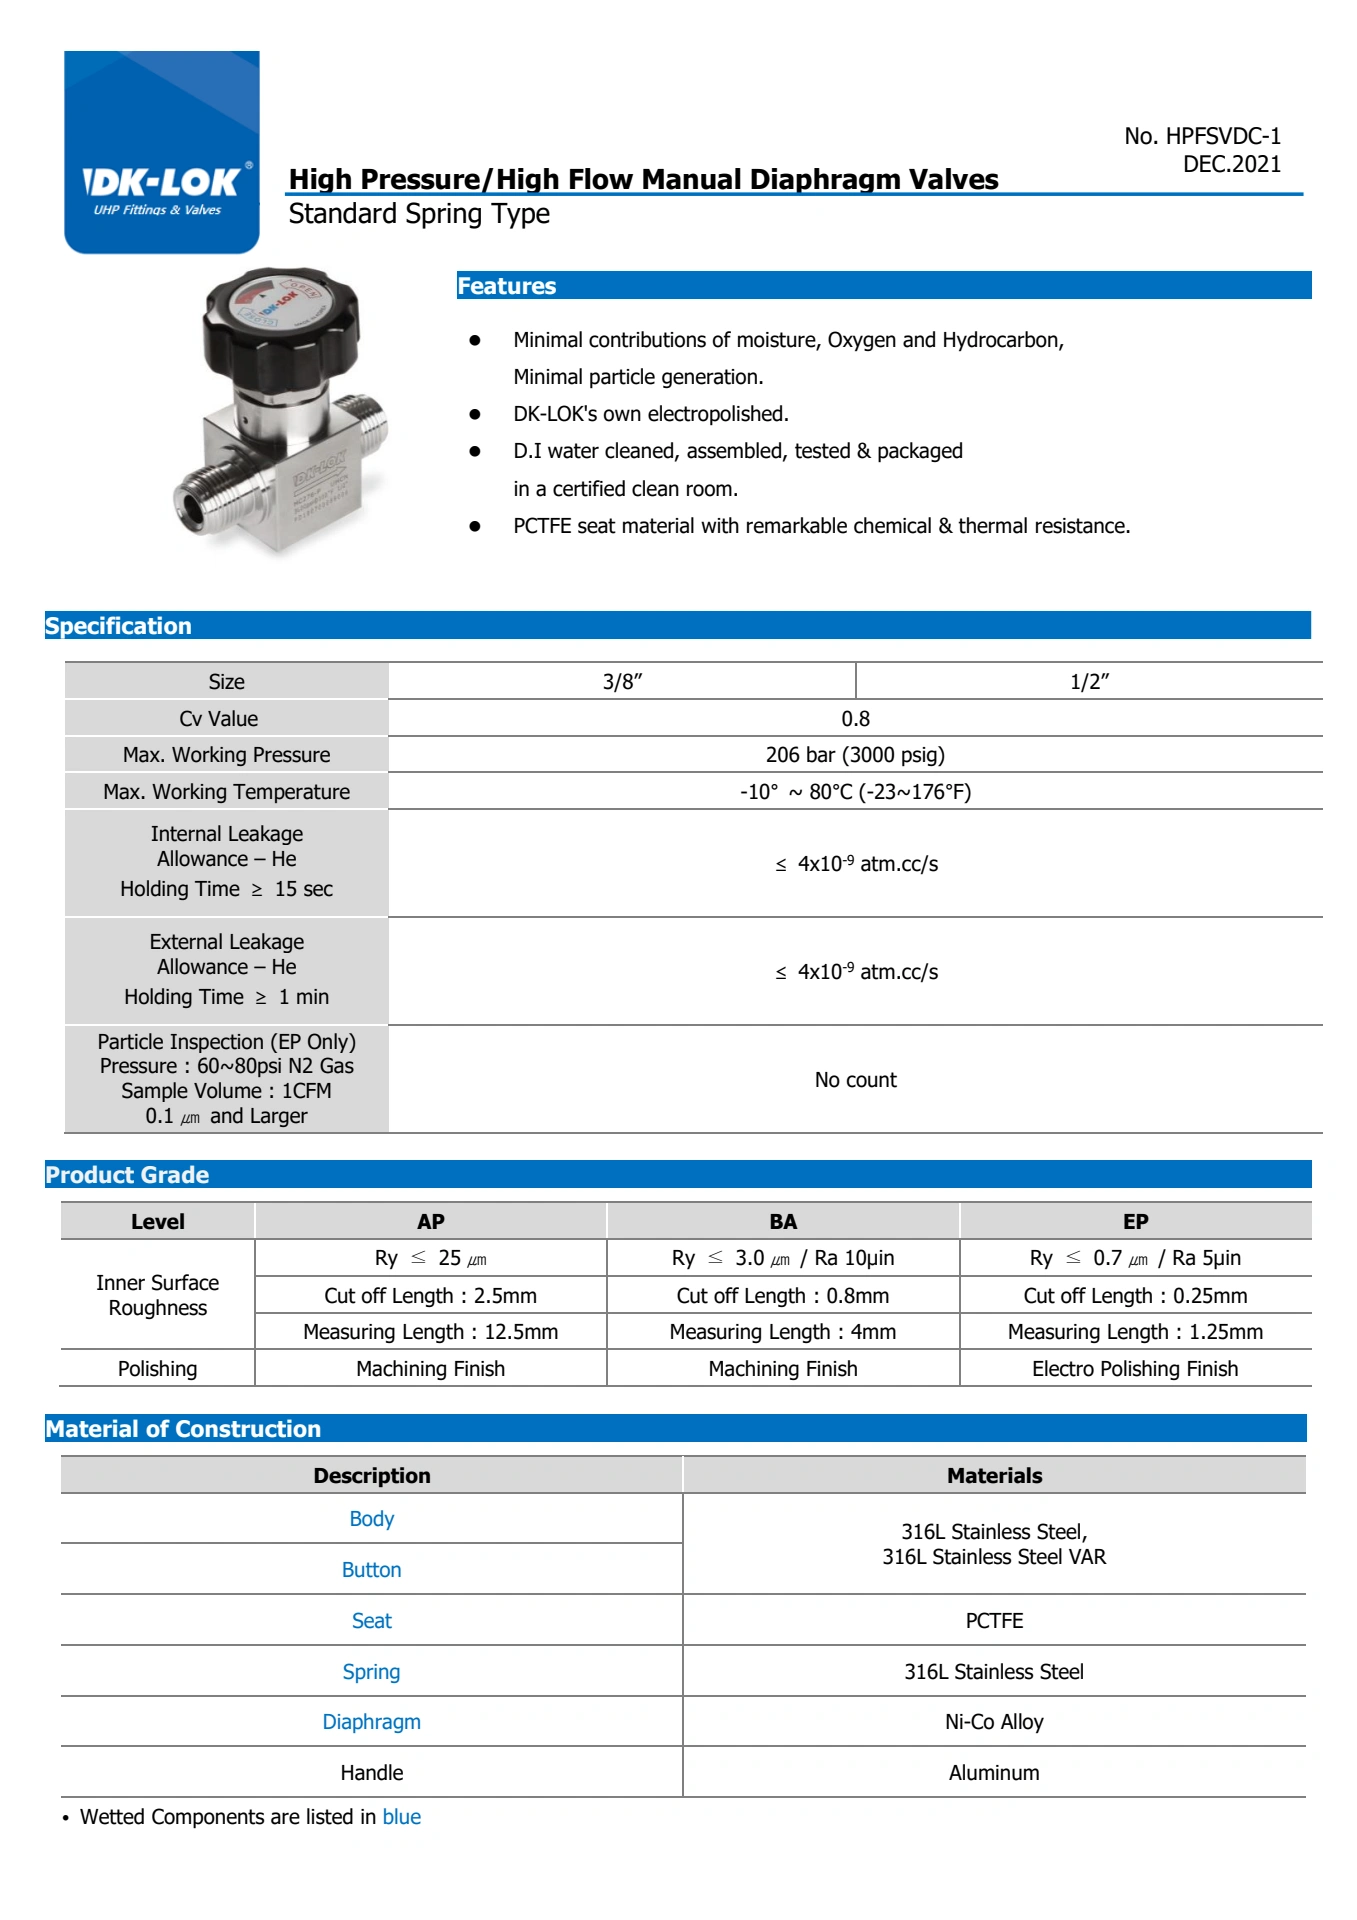 DK-LOK®
UHP Fittings & Valves
No. HPFSVDC-1
DEC.2021
High Pressure/High Flow Manual Diaphragm Valves
Standard Spring Type
OPEN
DK-LOK
DK-LOK
Features
● Minimal contributions of moisture, Oxygen and Hydrocarbon,
Minimal particle generation.
● DK-LOK's own electropolished.
● D.I water cleaned, assembled, tested & packaged
in a certified clean room.
● PCTFE seat material with remarkable chemical & thermal resistance.
Specification
Size 3/8” 1/2”
Cv Value 0.8
Max. Working Pressure 206 bar (3000 psig)
Max. Working Temperature -10° ~ 80°C (-23~176°F)
Internal Leakage
Allowance – He
Holding Time ≥ 15 sec
≤ 4x10⁻⁹ atm.cc/s
External Leakage
Allowance – He
Holding Time ≥ 1 min
≤ 4x10⁻⁹ atm.cc/s
Particle Inspection (EP Only)
Pressure : 60~80psi N2 Gas
Sample Volume : 1CFM
0.1 ㎛ and Larger
No count
Product Grade
Level AP BA EP
Inner Surface
Roughness
Ry ≤ 25 ㎛ Ry ≤ 3.0 ㎛ / Ra 10µin Ry ≤ 0.7 ㎛ / Ra 5µin
Cut off Length : 2.5mm Cut off Length : 0.8mm Cut off Length : 0.25mm
Measuring Length : 12.5mm Measuring Length : 4mm Measuring Length : 1.25mm
Polishing Machining Finish Machining Finish Electro Polishing Finish
Material of Construction
Description Materials
Body
Button
316L Stainless Steel,
316L Stainless Steel VAR
Seat PCTFE
Spring 316L Stainless Steel
Diaphragm Ni-Co Alloy
Handle Aluminum
• Wetted Components are listed in blue